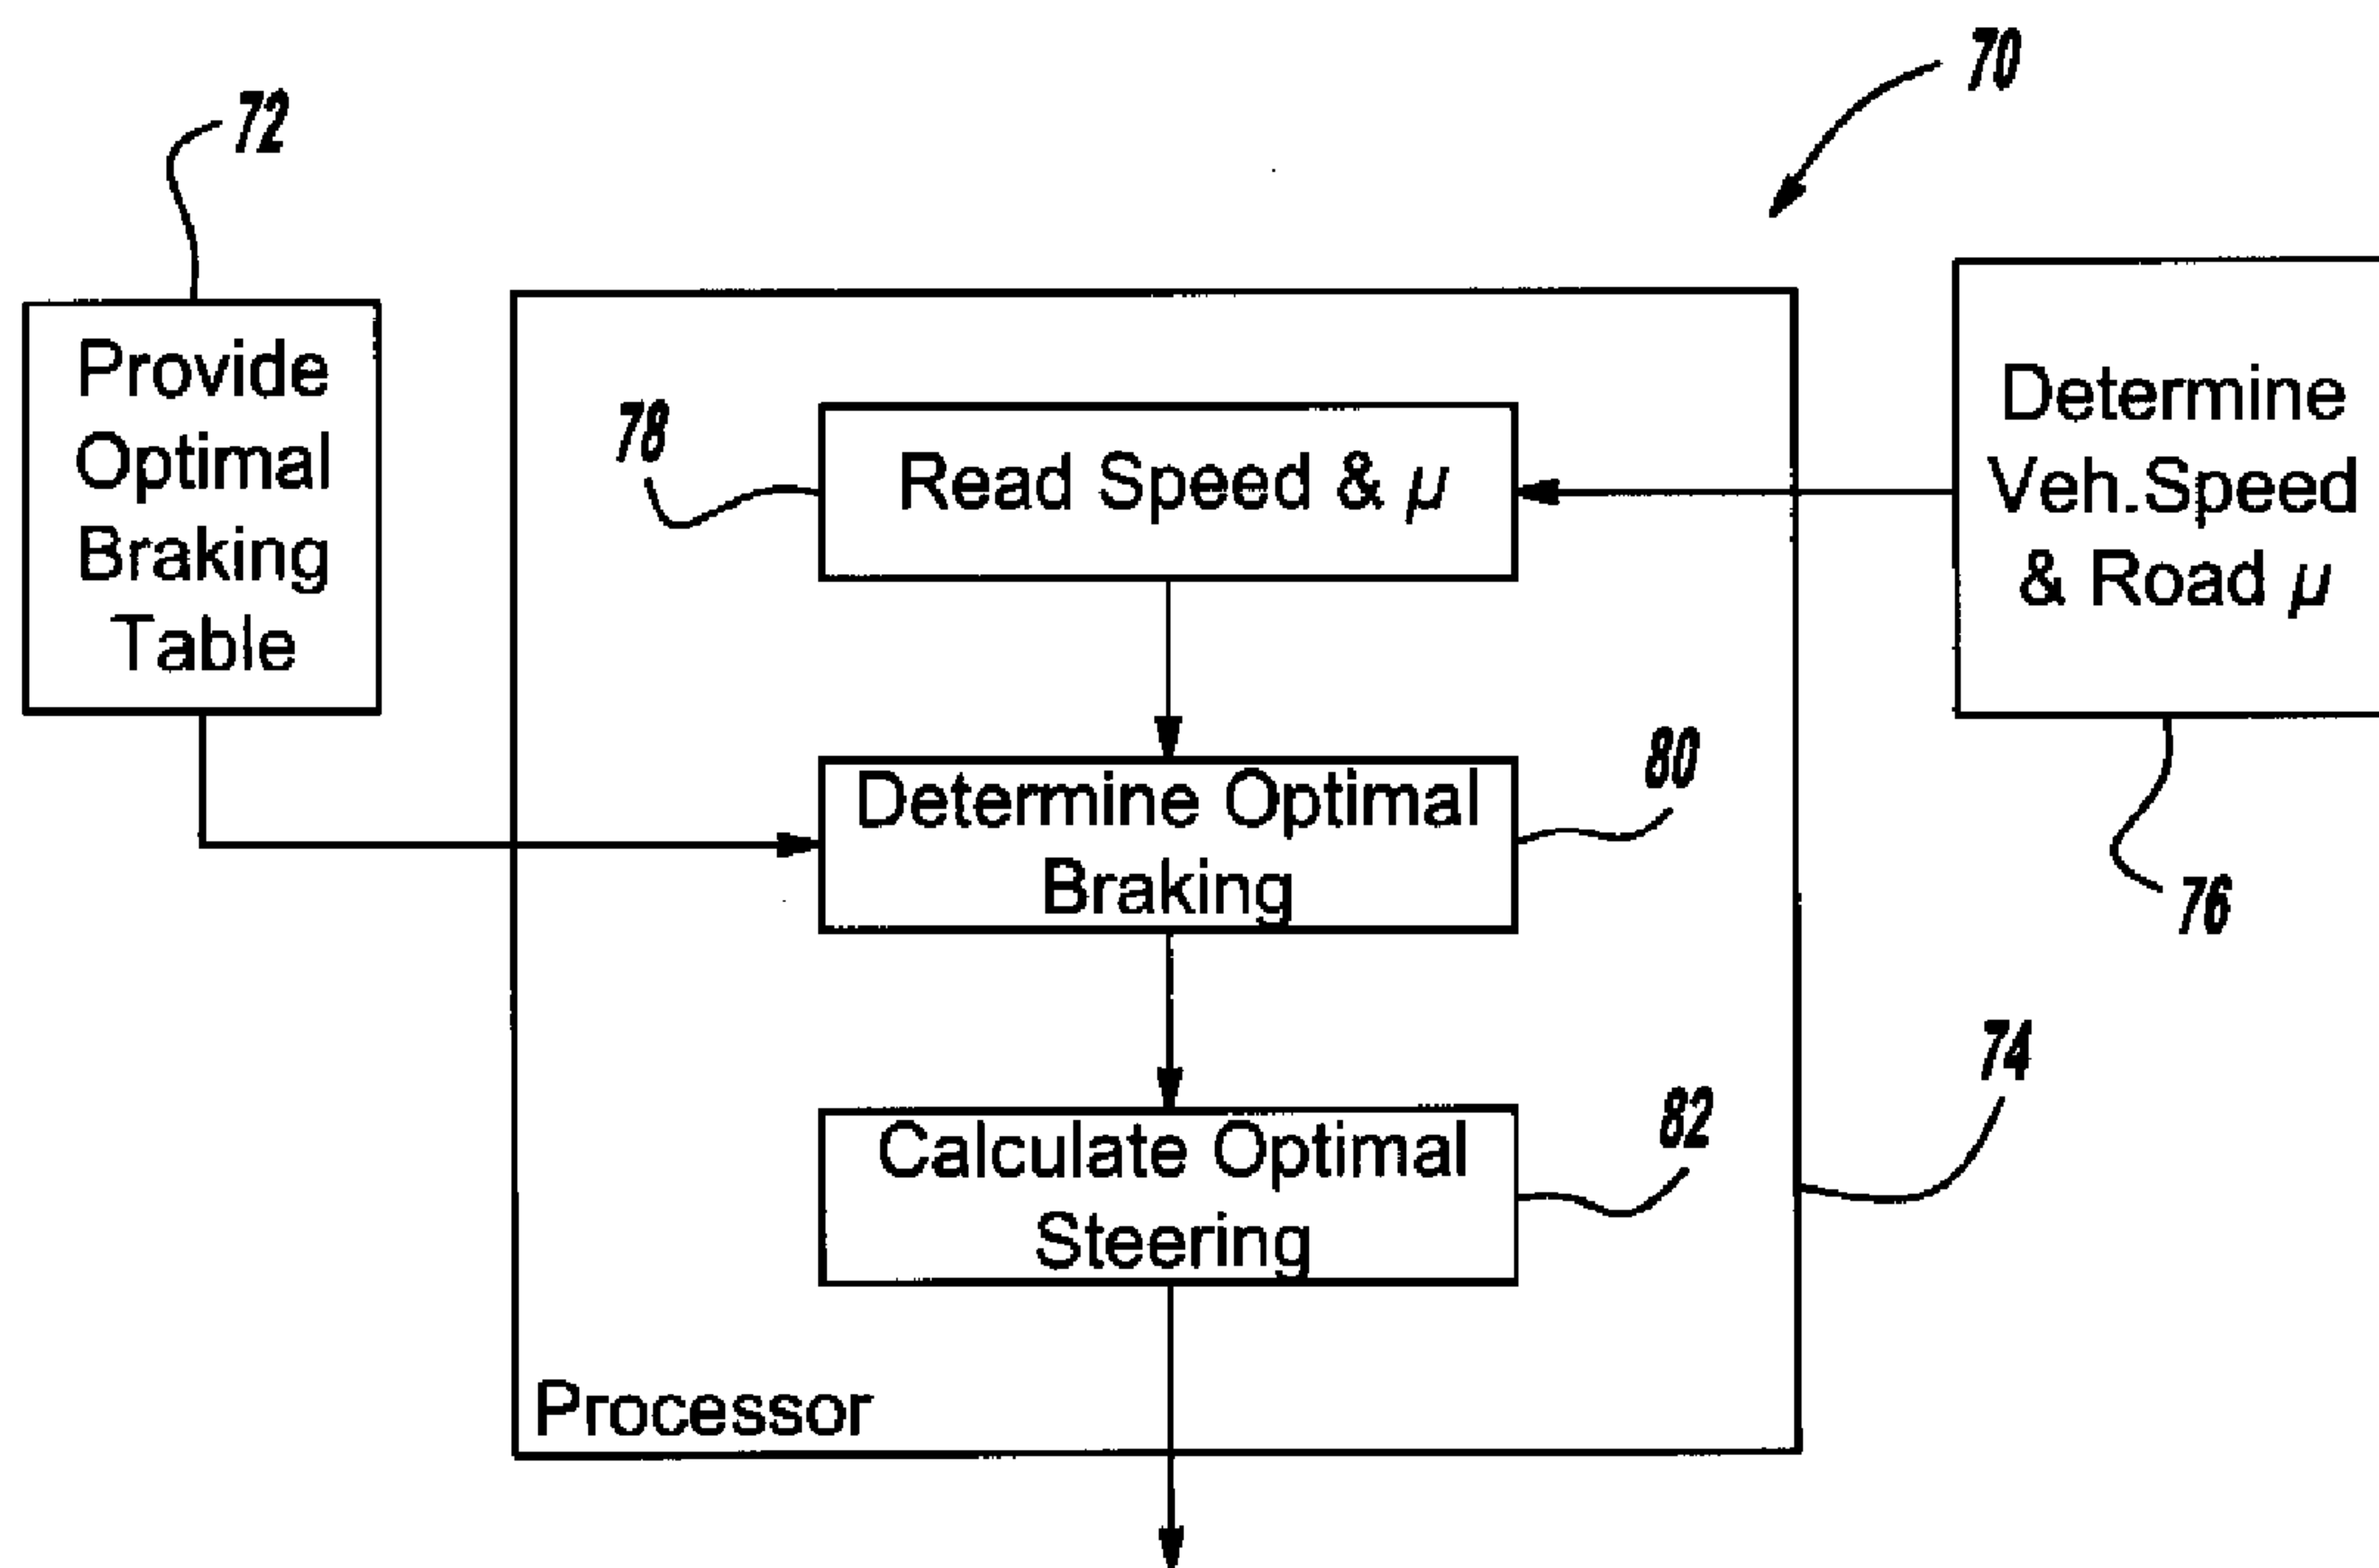 70
72
Provide
Optimal
Braking
Table
78
Read Speed & µ
Determine
Veh.Speed
& Road µ
76
Determine Optimal
Braking
80
Calculate Optimal
Steering
82
74
Processor